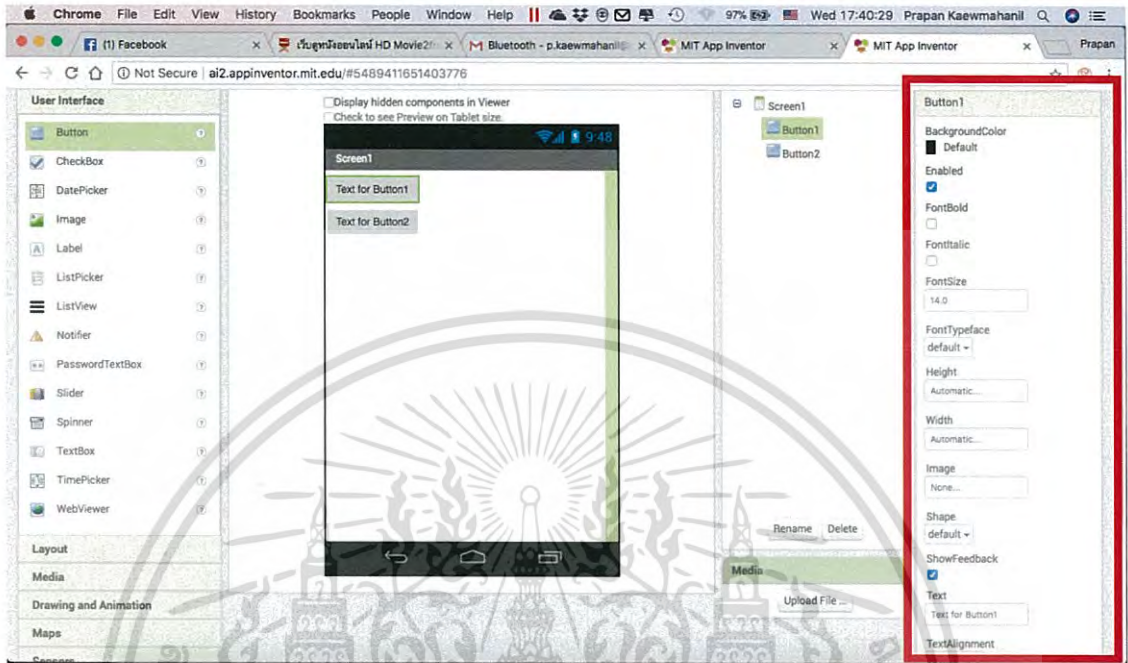 Chrome File Edit View History Bookmarks People Window Help 97% Wed 17:40:29 Prapan Kaewmahanil
(1) Facebook × × Bluetooth - p.kaewmahanil × MIT App Inventor × MIT App Inventor × Prapan
Not Secure ai2.appinventor.mit.edu/#5489411651403776
User Interface
Button
CheckBox
DatePicker
Image
Label
ListPicker
ListView
Notifier
PasswordTextBox
Slider
Spinner
TextBox
TimePicker
WebViewer
Layout
Media
Drawing and Animation
Maps
Sensors
Display hidden components in Viewer
Check to see Preview on Tablet size.
9:48
Screen1
Text for Button1
Text for Button2
Screen1
Button1
Button2
Rename Delete
Media
Upload File ...
Button1
BackgroundColor
Default
Enabled
FontBold
FontItalic
FontSize
14.0
FontTypeface
default
Height
Automatic...
Width
Automatic...
Image
None...
Shape
default
ShowFeedback
Text
Text for Button1
TextAlignment